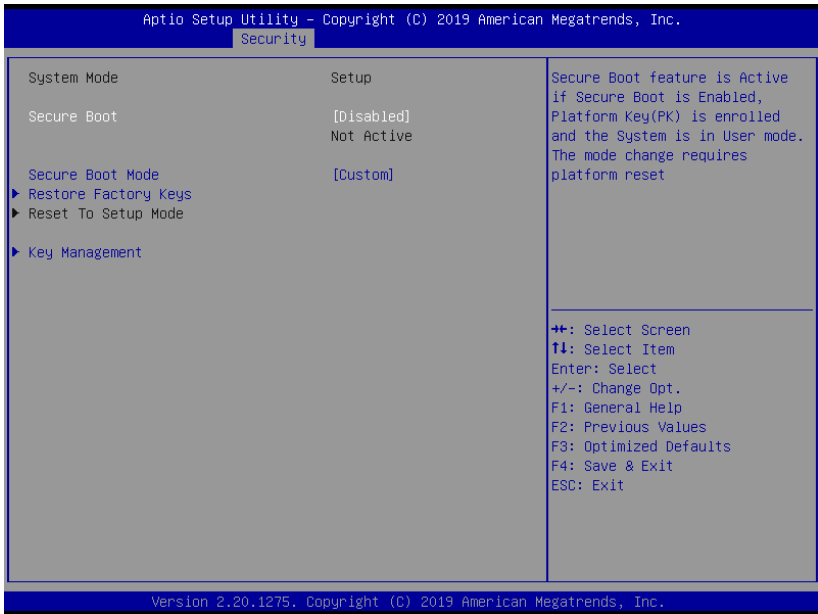 Aptio Setup Utility – Copyright (C) 2019 American Megatrends, Inc.
Security
System Mode Setup
Secure Boot [Disabled]
Not Active
Secure Boot Mode [Custom]
Restore Factory Keys
Reset To Setup Mode
Key Management
Secure Boot feature is Active
if Secure Boot is Enabled,
Platform Key(PK) is enrolled
and the System is in User mode.
The mode change requires
platform reset
→←: Select Screen
↑↓: Select Item
Enter: Select
+/-: Change Opt.
F1: General Help
F2: Previous Values
F3: Optimized Defaults
F4: Save & Exit
ESC: Exit
Version 2.20.1275. Copyright (C) 2019 American Megatrends, Inc.